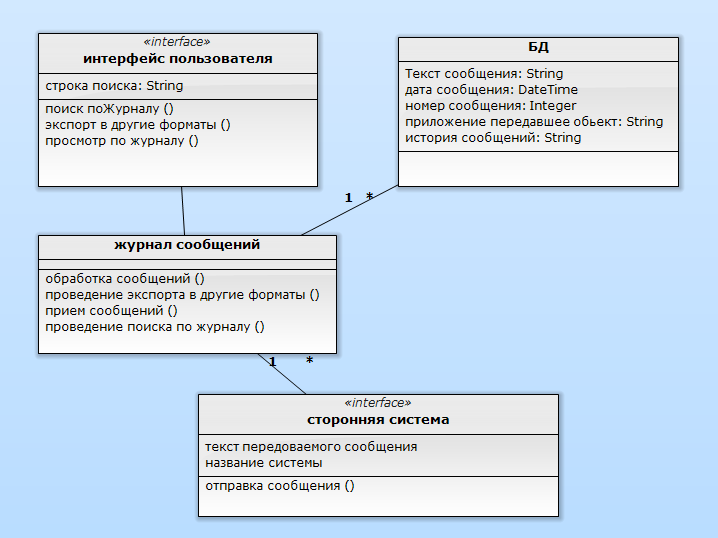 «interface»
интерфейс пользователя
строка поиска: String
поиск поЖурналу ()
экспорт в другие форматы ()
просмотр по журналу ()
БД
Текст сообщения: String
дата сообщения: DateTime
номер сообщения: Integer
приложение передавшее обьект: String
история сообщений: String
1 *
журнал сообщений
обработка сообщений ()
проведение экспорта в другие форматы ()
прием сообщений ()
проведение поиска по журналу ()
1 *
«interface»
сторонняя система
текст передоваемого сообщения
название системы
отправка сообщения ()